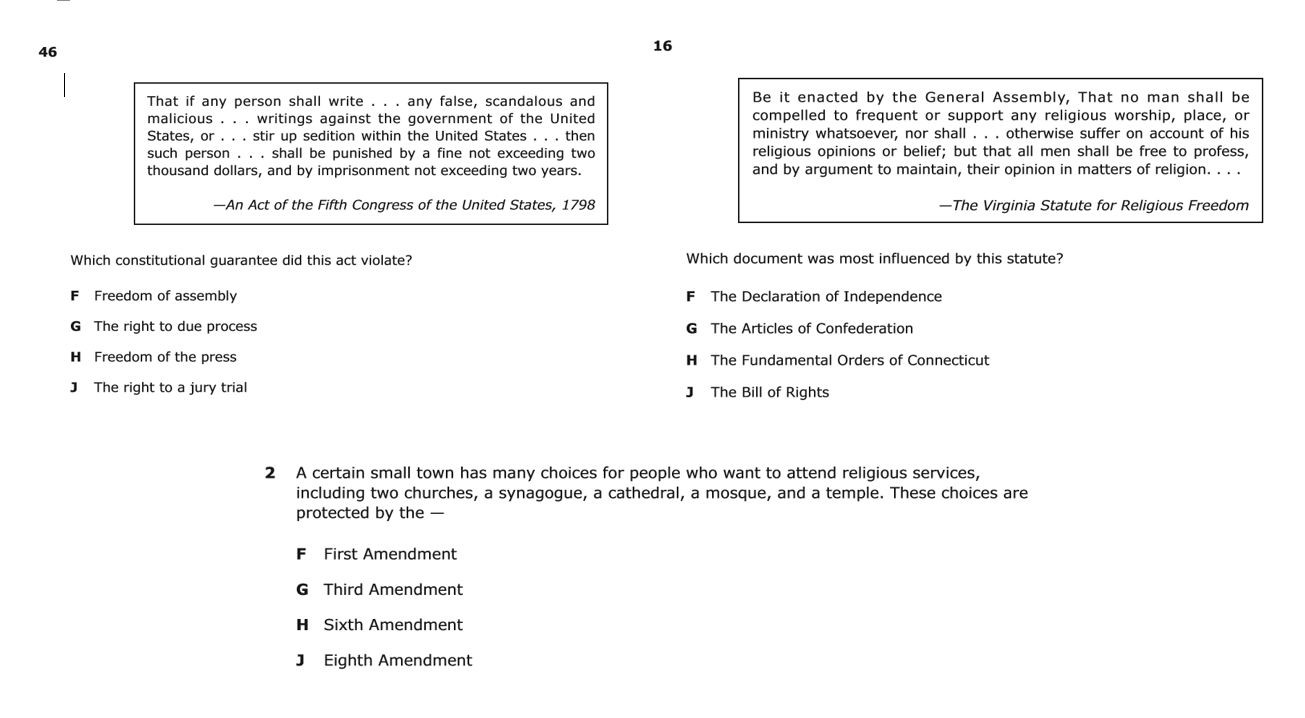 46
That if any person shall write . . . any false, scandalous and
malicious . . . writings against the government of the United
States, or . . . stir up sedition within the United States . . . then
such person . . . shall be punished by a fine not exceeding two
thousand dollars, and by imprisonment not exceeding two years.
—An Act of the Fifth Congress of the United States, 1798
Which constitutional guarantee did this act violate?
F Freedom of assembly
G The right to due process
H Freedom of the press
J The right to a jury trial
16
Be it enacted by the General Assembly, That no man shall be
compelled to frequent or support any religious worship, place, or
ministry whatsoever, nor shall . . . otherwise suffer on account of his
religious opinions or belief; but that all men shall be free to profess,
and by argument to maintain, their opinion in matters of religion. . . .
—The Virginia Statute for Religious Freedom
Which document was most influenced by this statute?
F The Declaration of Independence
G The Articles of Confederation
H The Fundamental Orders of Connecticut
J The Bill of Rights
2 A certain small town has many choices for people who want to attend religious services,
including two churches, a synagogue, a cathedral, a mosque, and a temple. These choices are
protected by the —
F First Amendment
G Third Amendment
H Sixth Amendment
J Eighth Amendment